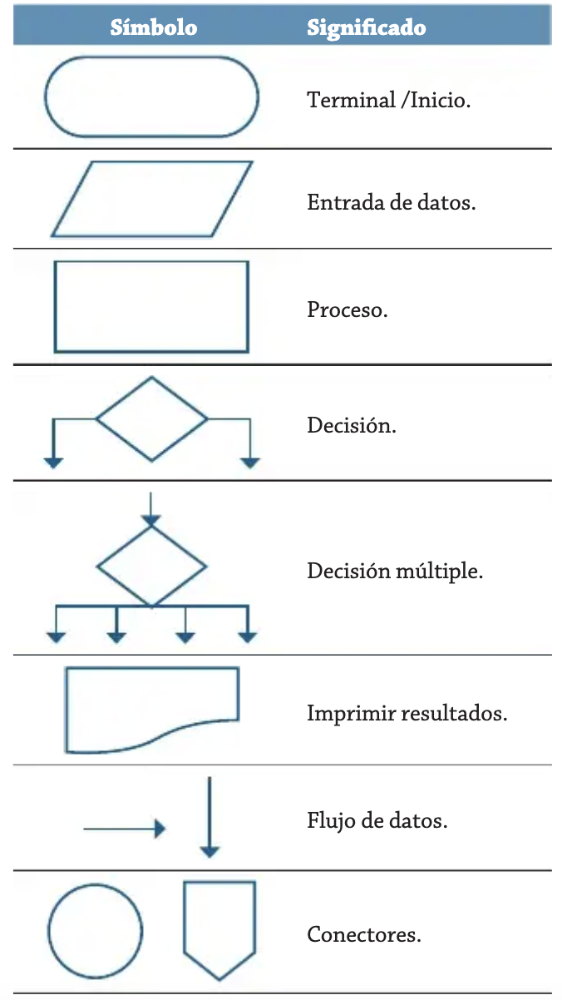 Símbolo Significado
Terminal /Inicio.
Entrada de datos.
Proceso.
Decisión.
Decisión múltiple.
Imprimir resultados.
Flujo de datos.
Conectores.